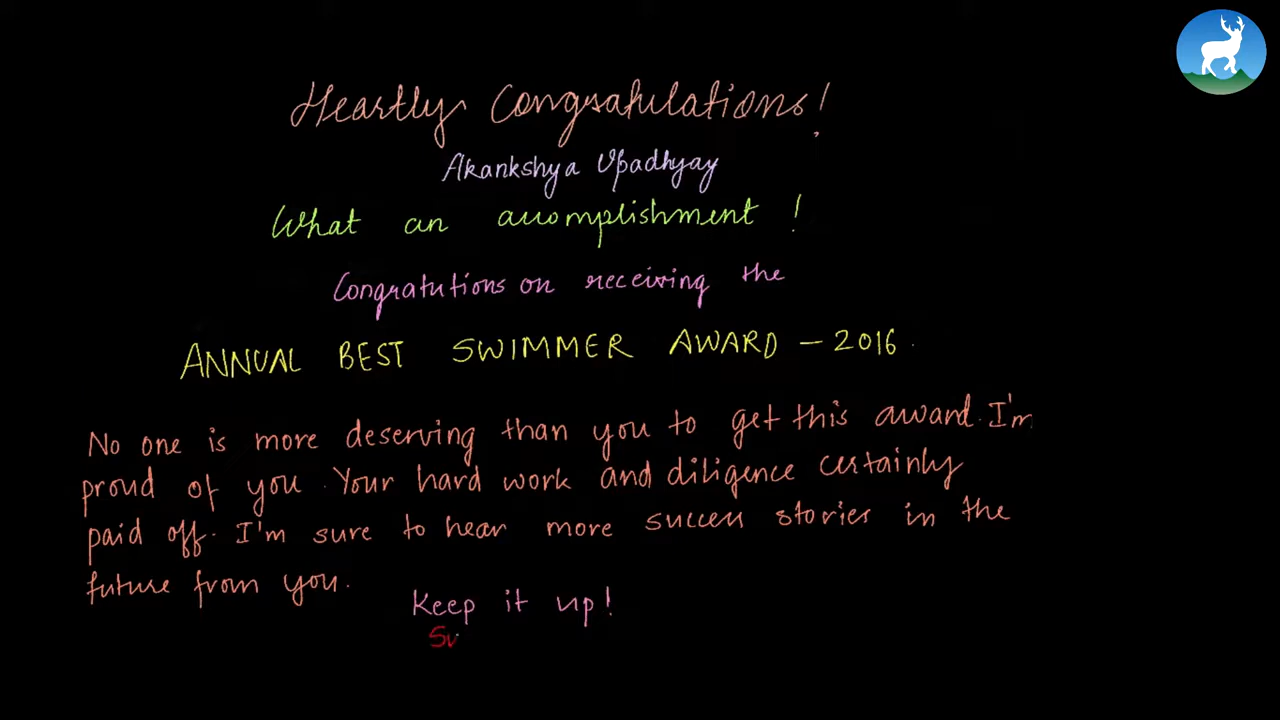 Heartly Congratulations!
Akankshya Upadhyay
What an accomplishment !
Congratutions on receiving the
ANNUAL BEST SWIMMER AWARD - 2016.
No one is more deserving than you to get this award. I'm
proud of you. Your hard work and diligence certainly
paid off. I'm sure to hear more success stories in the
future from you.
Keep it up!